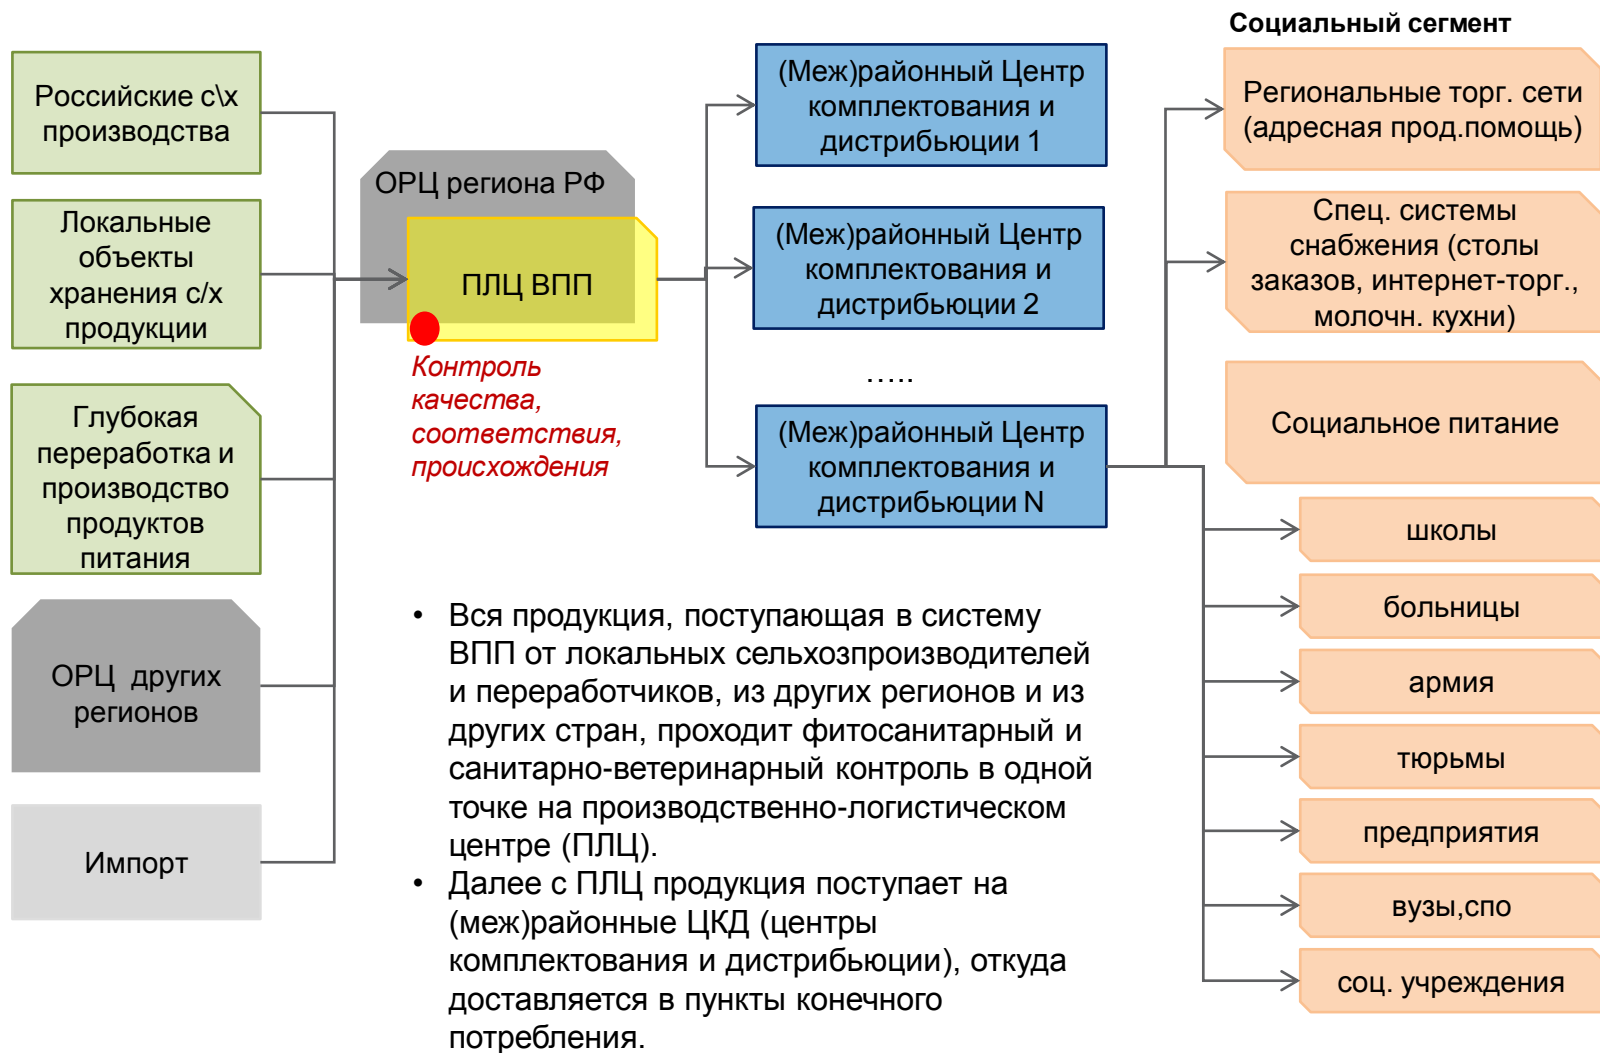 Социальный сегмент
Российские с\х
производства
Локальные
объекты
хранения с/х
продукции
Глубокая
переработка и
производство
продуктов
питания
ОРЦ других
регионов
Импорт
ОРЦ региона РФ
ПЛЦ ВПП
Контроль
качества,
соответствия,
происхождения
(Меж)районный Центр
комплектования и
дистрибьюции 1
(Меж)районный Центр
комплектования и
дистрибьюции 2
.....
(Меж)районный Центр
комплектования и
дистрибьюции N
Региональные торг. сети
(адресная прод.помощь)
Спец. системы
снабжения (столы
заказов, интернет-торг.,
молочн. кухни)
Социальное питание
школы
больницы
армия
тюрьмы
предприятия
вузы,спо
соц. учреждения
• Вся продукция, поступающая в систему
ВПП от локальных сельхозпроизводителей
и переработчиков, из других регионов и из
других стран, проходит фитосанитарный и
санитарно-ветеринарный контроль в одной
точке на производственно-логистическом
центре (ПЛЦ).
• Далее с ПЛЦ продукция поступает на
(меж)районные ЦКД (центры
комплектования и дистрибьюции), откуда
доставляется в пункты конечного
потребления.